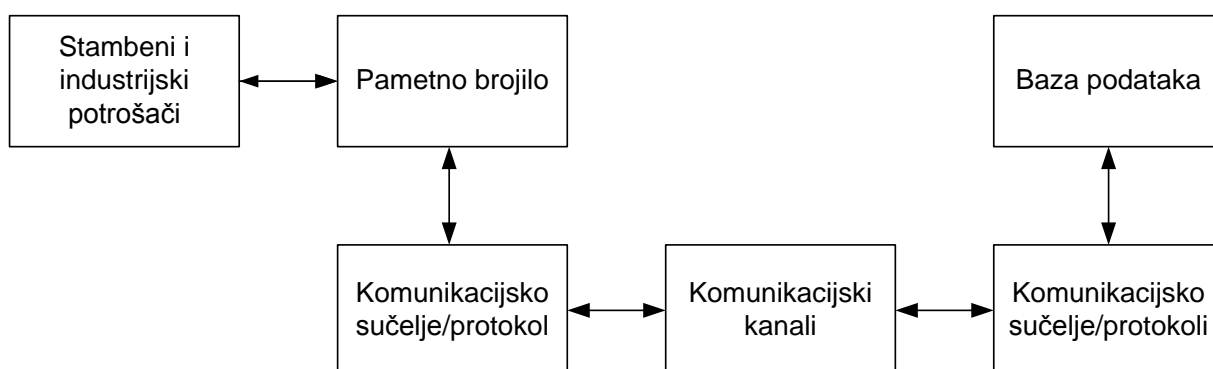 Stambeni i
industrijski
potrošači
Pametno brojilo
Baza podataka
Komunikacijsko
sučelje/protokol
Komunikacijski
kanali
Komunikacijsko
sučelje/protokoli